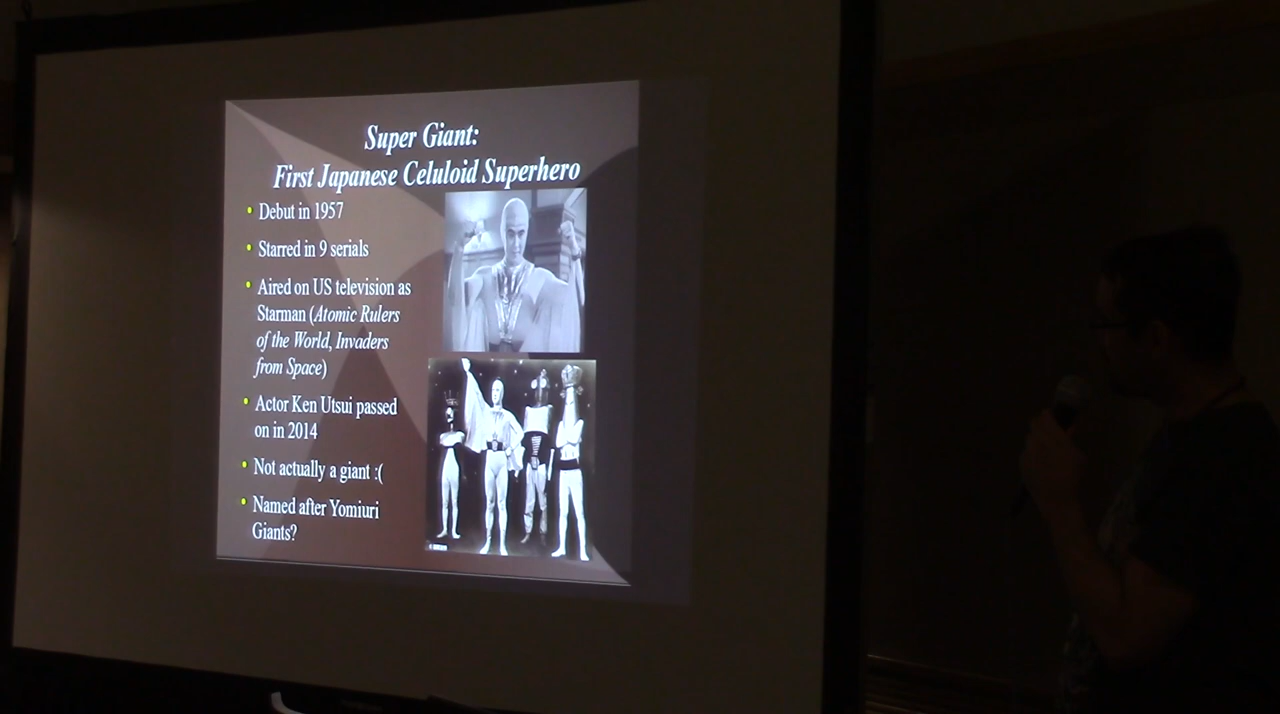 Super Giant:
First Japanese Celuloid Superhero
• Debut in 1957
• Starred in 9 serials
• Aired on US television as
Starman (Atomic Rulers
of the World, Invaders
from Space)
• Actor Ken Utsui passed
on in 2014
• Not actually a giant :(
• Named after Yomiuri
Giants?